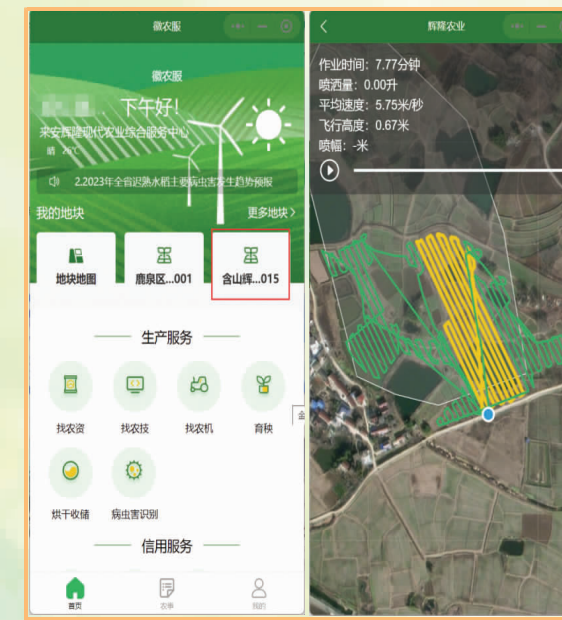 徽农服
徽农服
下午好！
来安辉隆现代农业综合服务中心
晴 26℃
2.2023年全省迟熟水稻主要病虫害发生趋势预报
我的地块
更多地块
地块地图
鹿泉区...001
含山辉...015
生产服务
找农资
找农技
找农机
育秧
烘干收储
病虫害识别
信用服务
首页
农事
我的
辉隆农业
作业时间：7.77分钟
喷洒量：0.00升
平均速度：5.75米/秒
飞行高度：0.67米
喷幅：-米